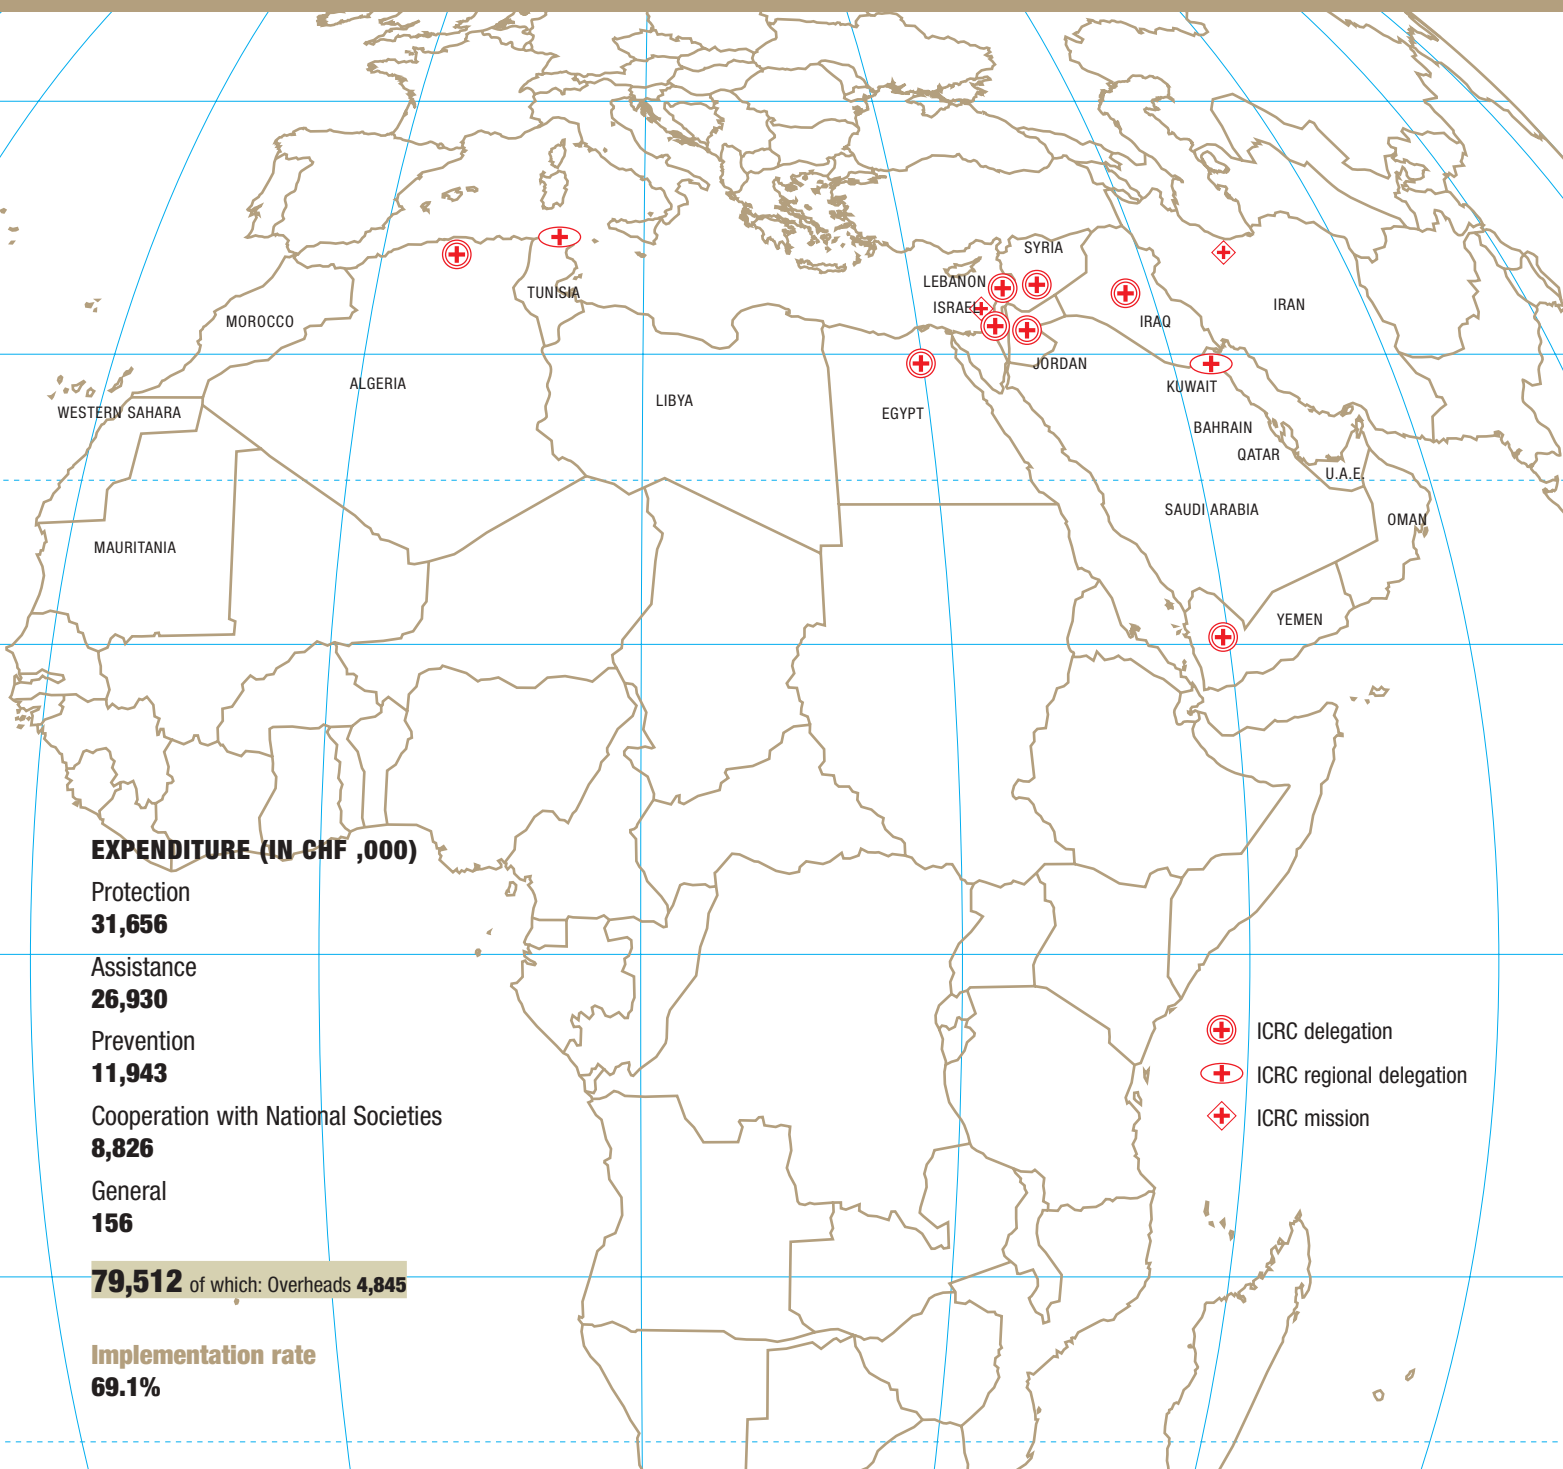 SYRIA
LEBANON
ISRAEL
TUNISIA
IRAN
MOROCCO
IRAQ
JORDAN
ALGERIA
KUWAIT
LIBYA
WESTERN SAHARA
EGYPT
BAHRAIN
QATAR
U.A.E.
SAUDI ARABIA
OMAN
MAURITANIA
YEMEN
EXPENDITURE (IN CHF ,000)
Protection
31,656
Assistance
26,930
Prevention
11,943
Cooperation with National Societies
8,826
General
156
79,512 of which: Overheads 4,845
Implementation rate
69.1%
ICRC delegation
ICRC regional delegation
ICRC mission